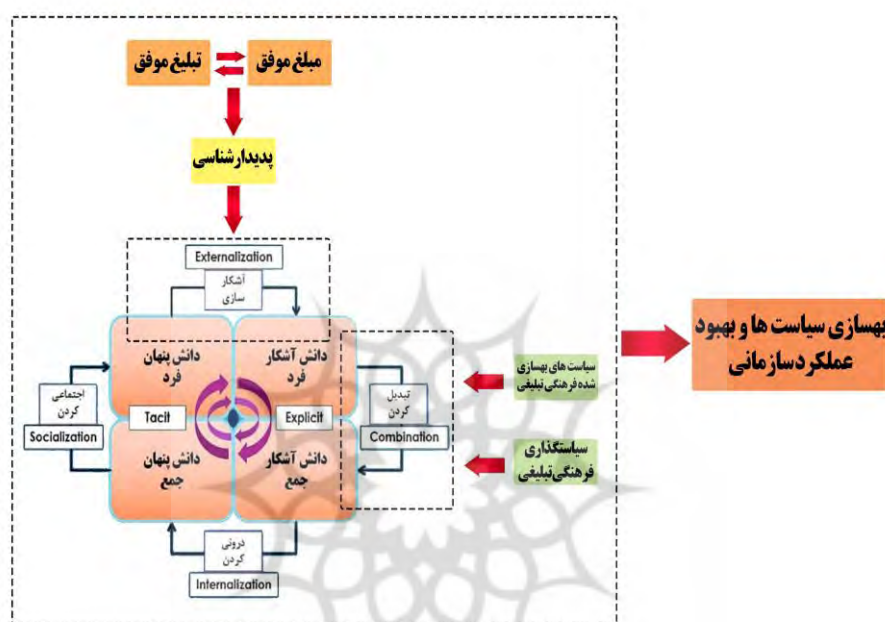 مبلغ موفق
تبلیغ موفق
پدیدارشناسی
Externalization
آشکار
سازی
دانش آشکار
فرد
دانش پنهان
فرد
سیاست های بهسازی
شده فرهنگی تبلیغی
بهسازی سیاست ها و بهبود
عملکرد سازمانی
تبدیل
کردن
Combination
اجتماعی
کردن
Socialization
Explicit
Tacit
سیاستگذاری
فرهنگی تبلیغی
دانش آشکار
جمع
دانش پنهان
جمع
درونی
کردن
Internalization